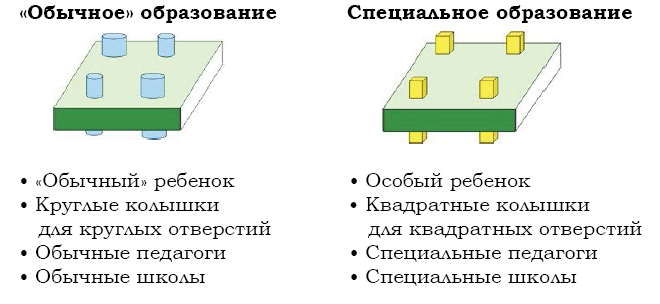 «Обычное» образование
• «Обычный» ребенок
• Круглые колышки
для круглых отверстий
• Обычные педагоги
• Обычные школы
Специальное образование
• Особый ребенок
• Квадратные колышки
для квадратных отверстий
• Специальные педагоги
• Специальные школы